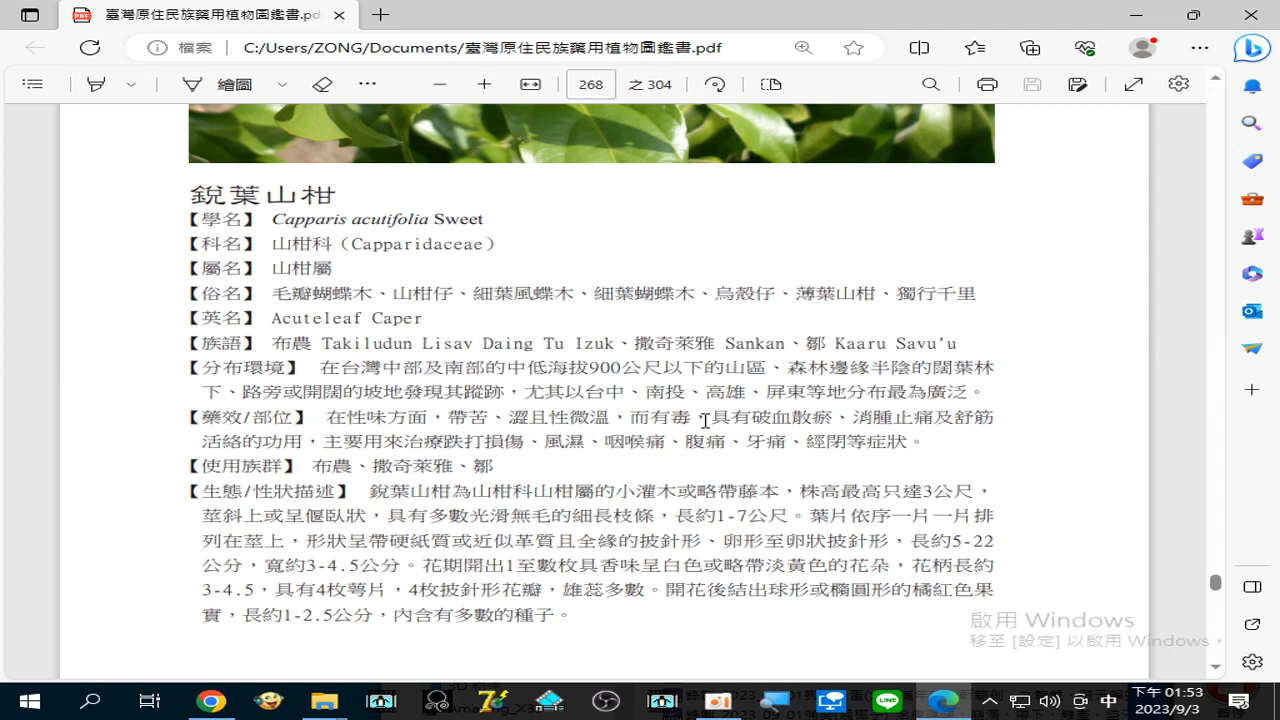 臺灣原住民族藥用植物圖鑑書.pdf
檔案 C:/Users/ZONG/Documents/臺灣原住民族藥用植物圖鑑書.pdf
繪圖 268 之 304
銳葉山柑
【學名】 Capparis acutifolia Sweet
【科名】 山柑科（Capparidaceae）
【屬名】 山柑屬
【俗名】 毛瓣蝴蝶木、山柑仔、細葉風蝶木、細葉蝴蝶木、烏殼仔、薄葉山柑、獨行千里
【英名】 Acuteleaf Caper
【族語】 布農 Takiludun Lisav Daing Tu Izuk、撒奇萊雅 Sankan、鄒 Kaaru Savu'u
【分布環境】 在台灣中部及南部的中低海拔900公尺以下的山區、森林邊緣半陰的闊葉林
下、路旁或開闊的坡地發現其蹤跡，尤其以台中、南投、高雄、屏東等地分布最為廣泛。
【藥效/部位】 在性味方面，帶苦、澀且性微溫，而有毒，具有破血散瘀、消腫止痛及舒筋
活絡的功用，主要用來治療跌打損傷、風濕、咽喉痛、腹痛、牙痛、經閉等症狀。
【使用族群】 布農、撒奇萊雅、鄒
【生態/性狀描述】 銳葉山柑為山柑科山柑屬的小灌木或略帶藤本，株高最高只達3公尺，
莖斜上或呈偃臥狀，具有多數光滑無毛的細長枝條，長約1-7公尺。葉片依序一片一片排
列在莖上，形狀呈帶硬紙質或近似革質且全緣的披針形、卵形至卵狀披針形，長約5-22
公分，寬約3-4.5公分。花期開出1至數枚具香味呈白色或略帶淡黃色的花朵，花柄長約
3-4.5，具有4枚萼片，4枚披針形花瓣，雄蕊多數。開花後結出球形或橢圓形的橘紅色果
實，長約1-2.5公分，內含有多數的種子。
啟用 Windows
移至 [設定] 以啟用 Windows。
中
下午 01:53
2023/9/3